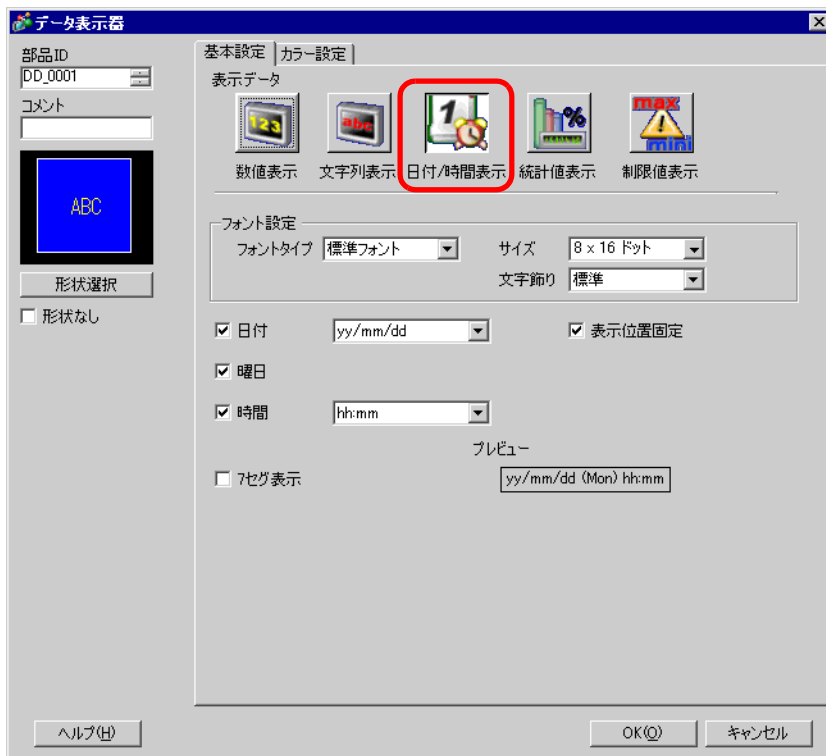 データ表示器
部品ID
DD_0001
コメント
ABC
形状選択
形状なし
基本設定 カラー設定
表示データ
123 abc 1 % max mini
数値表示 文字列表示 日付/時間表示 統計値表示 制限値表示
フォント設定
フォントタイプ 標準フォント サイズ 8 x 16 ドット
文字飾り 標準
日付 yy/mm/dd 表示位置固定
曜日
時間 hh:mm
プレビュー
7セグ表示 yy/mm/dd (Mon) hh:mm
ヘルプ(H) OK(O) キャンセル